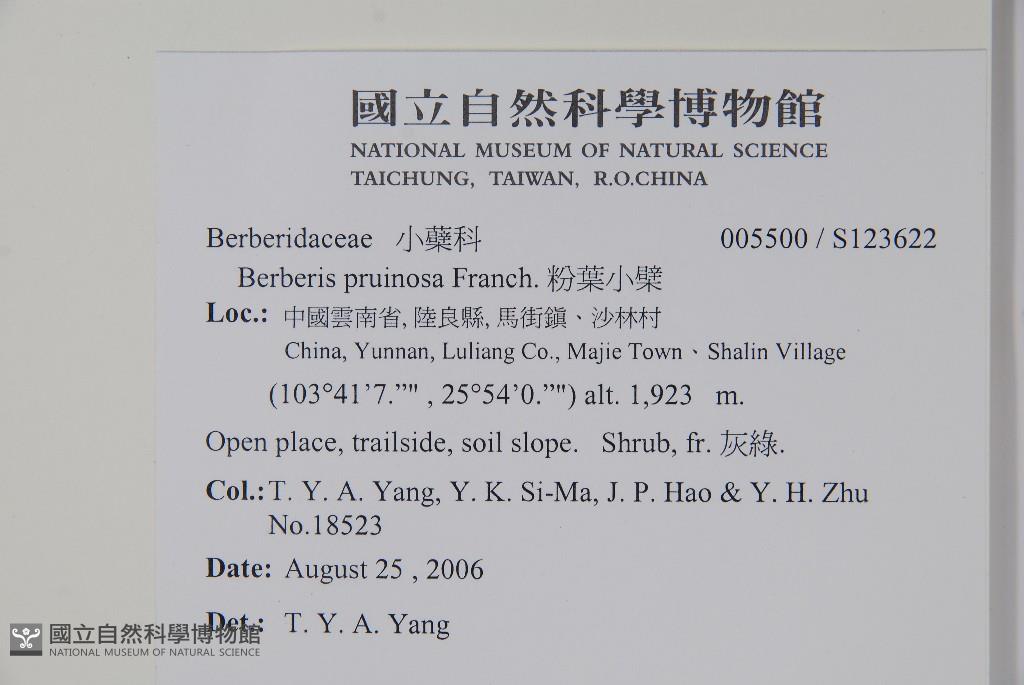 國立自然科學博物館
NATIONAL MUSEUM OF NATURAL SCIENCE
TAICHUNG, TAIWAN, R.O.CHINA
Berberidaceae 小蘗科 005500 / S123622
Berberis pruinosa Franch. 粉葉小檗
Loc.: 中國雲南省, 陸良縣, 馬街鎮、沙林村
China, Yunnan, Luliang Co., Majie Town、Shalin Village
(103°41’7.”" , 25°54’0.”") alt. 1,923 m.
Open place, trailside, soil slope. Shrub, fr. 灰綠.
Col.: T. Y. A. Yang, Y. K. Si-Ma, J. P. Hao & Y. H. Zhu
No.18523
Date: August 25 , 2006
Det.: T. Y. A. Yang
國立自然科學博物館
NATIONAL MUSEUM OF NATURAL SCIENCE